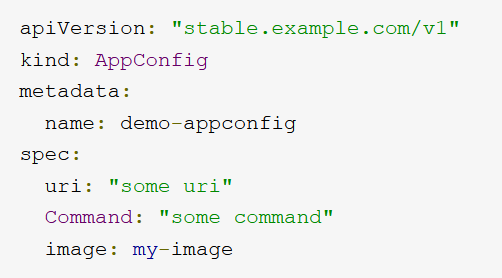 apiVersion: "stable.example.com/v1"
kind: AppConfig
metadata:
  name: demo-appconfig
spec:
  uri: "some uri"
  Command: "some command"
  image: my-image